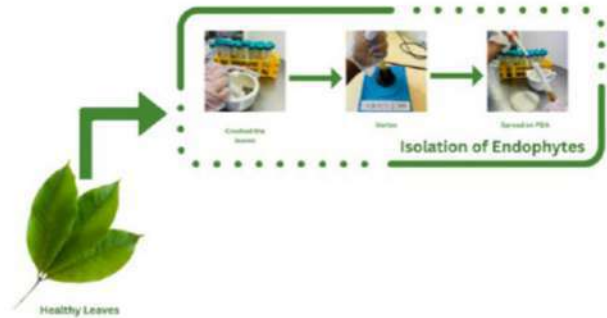 Crushed the
leaves
Vortex
Spread on PDA
Isolation of Endophytes
Healthy Leaves